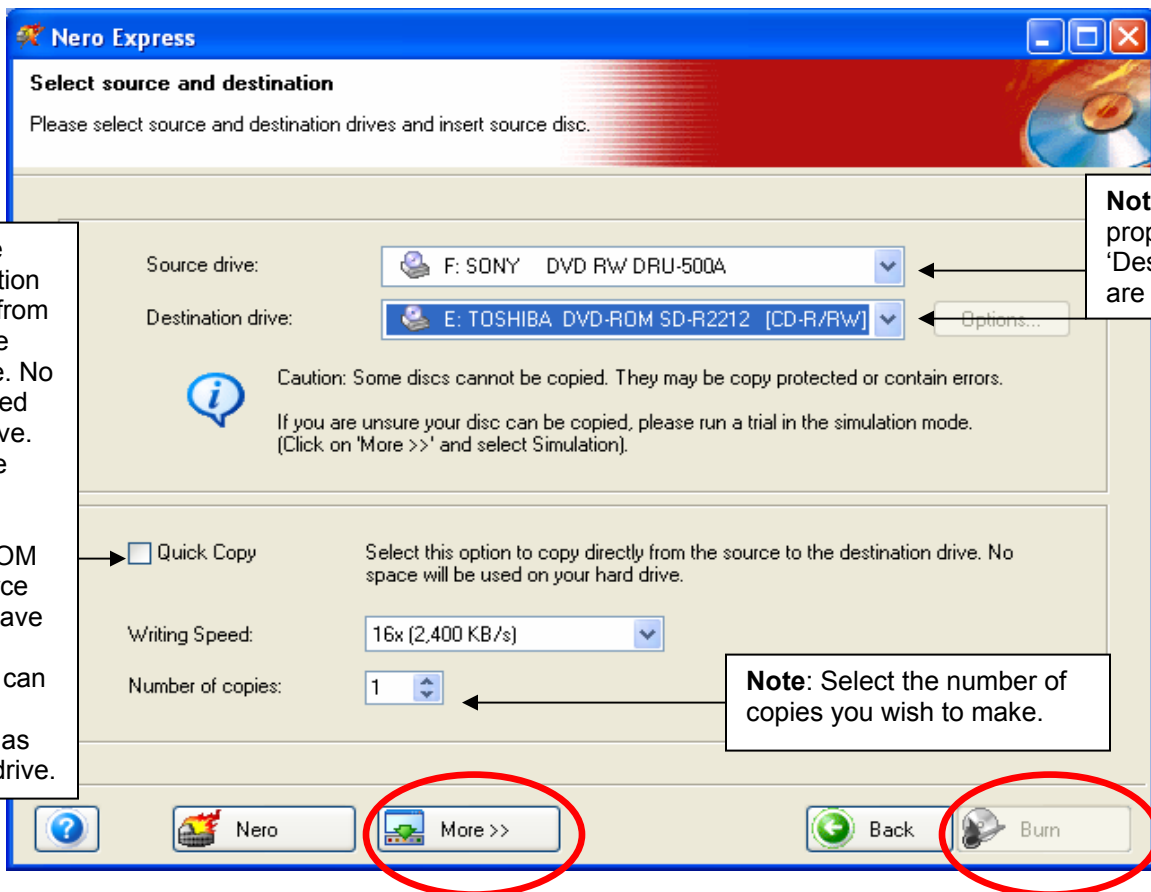 Nero Express
Select source and destination
Please select source and destination drives and insert source disc.
Source drive:
F: SONY DVD RW DRU-500A
Destination drive:
E: TOSHIBA DVD-ROM SD-R2212 [CD-R/RW]
Options...
Caution: Some discs cannot be copied. They may be copy protected or contain errors.
If you are unsure your disc can be copied, please run a trial in the simulation mode.
(Click on 'More >>' and select Simulation).
Quick Copy
Select this option to copy directly from the source to the destination drive. No
space will be used on your hard drive.
Writing Speed:
16x (2,400 KB/s)
Number of copies:
1
Note: Select the number of
copies you wish to make.
Nero
More >>
Back
Burn
from
No
can
as
drive.
are